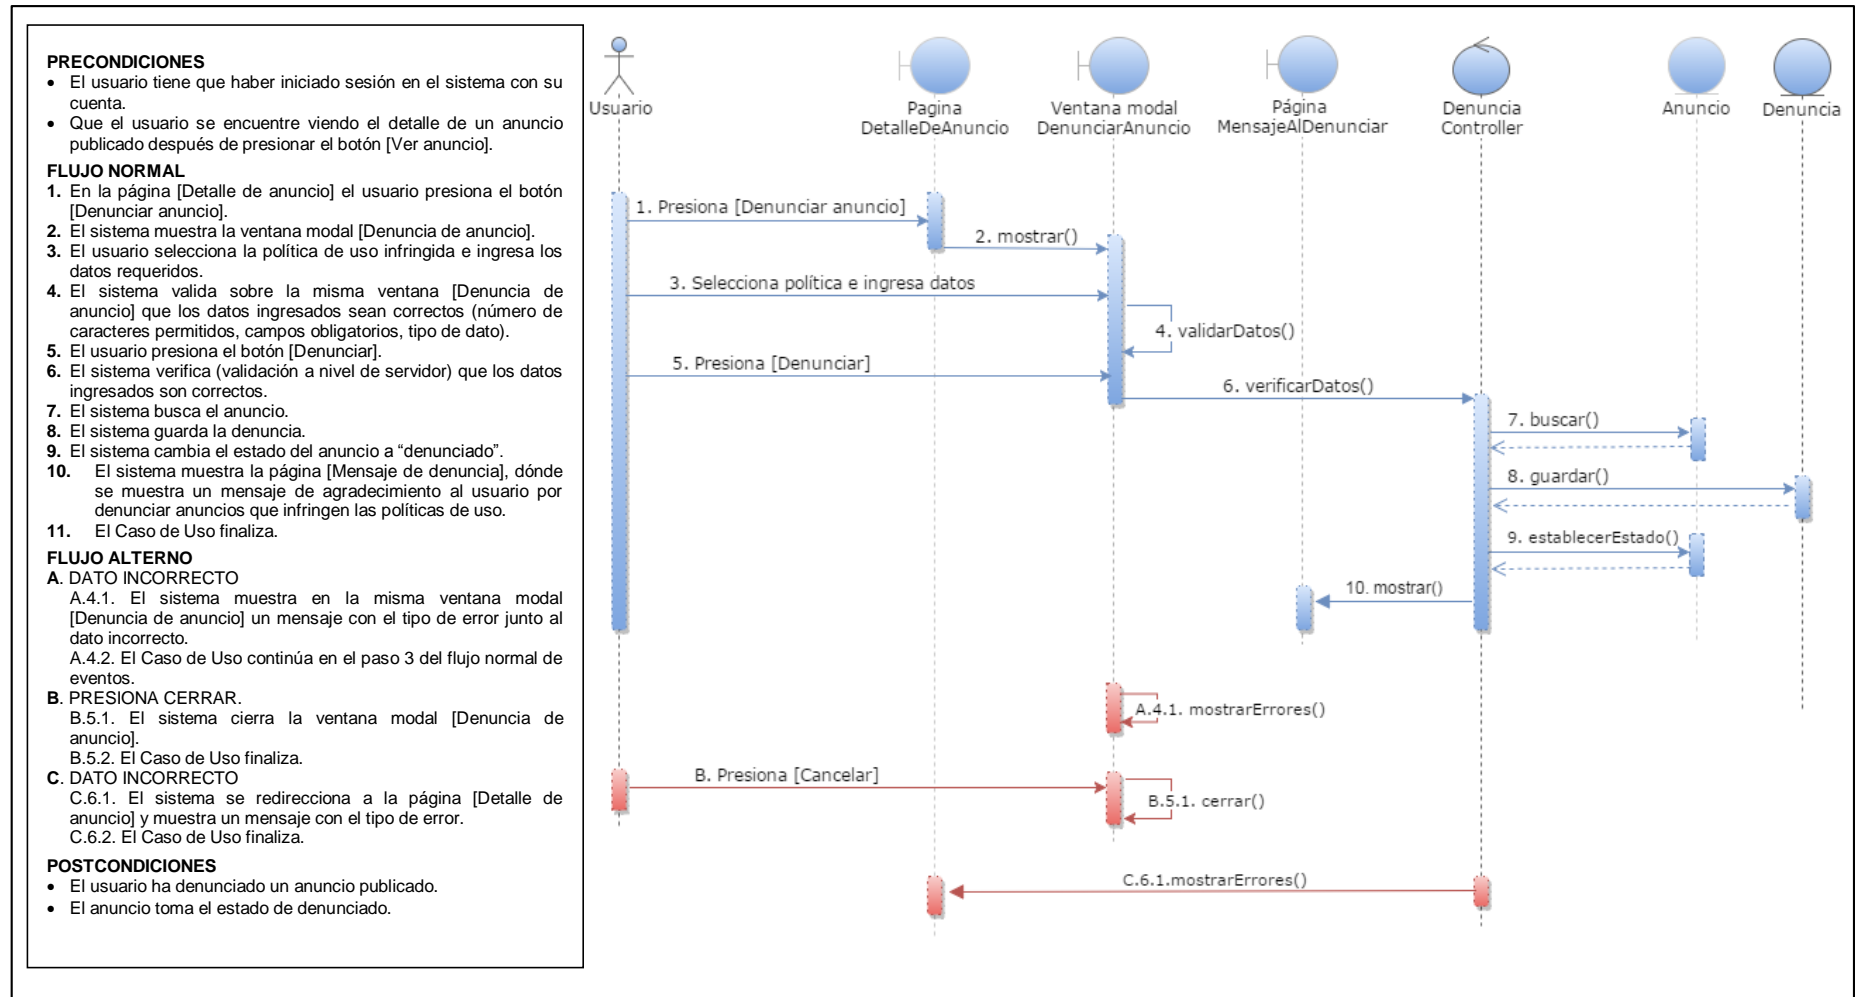 PRECONDICIONES
• El usuario tiene que haber iniciado sesión en el sistema con su
cuenta.
• Que el usuario se encuentre viendo el detalle de un anuncio
publicado después de presionar el botón [Ver anuncio].
FLUJO NORMAL
1. En la página [Detalle de anuncio] el usuario presiona el botón
[Denunciar anuncio].
2. El sistema muestra la ventana modal [Denuncia de anuncio].
3. El usuario selecciona la política de uso infringida e ingresa los
datos requeridos.
4. El sistema valida sobre la misma ventana [Denuncia de
anuncio] que los datos ingresados sean correctos (número de
caracteres permitidos, campos obligatorios, tipo de dato).
5. El usuario presiona el botón [Denunciar].
6. El sistema verifica (validación a nivel de servidor) que los datos
ingresados son correctos.
7. El sistema busca el anuncio.
8. El sistema guarda la denuncia.
9. El sistema cambia el estado del anuncio a “denunciado”.
10. El sistema muestra la página [Mensaje de denuncia], dónde
se muestra un mensaje de agradecimiento al usuario por
denunciar anuncios que infringen las políticas de uso.
11. El Caso de Uso finaliza.
FLUJO ALTERNO
A. DATO INCORRECTO
A.4.1. El sistema muestra en la misma ventana modal
[Denuncia de anuncio] un mensaje con el tipo de error junto al
dato incorrecto.
A.4.2. El Caso de Uso continúa en el paso 3 del flujo normal de
eventos.
B. PRESIONA CERRAR.
B.5.1. El sistema cierra la ventana modal [Denuncia de
anuncio].
B.5.2. El Caso de Uso finaliza.
C. DATO INCORRECTO
C.6.1. El sistema se redirecciona a la página [Detalle de
anuncio] y muestra un mensaje con el tipo de error.
C.6.2. El Caso de Uso finaliza.
POSTCONDICIONES
• El usuario ha denunciado un anuncio publicado.
• El anuncio toma el estado de denunciado.
Usuario
Pagina
DetalleDeAnuncio
Ventana modal
DenunciarAnuncio
Página
MensajeAlDenunciar
Denuncia
Controller
Anuncio
Denuncia
1. Presiona [Denunciar anuncio]
2. mostrar()
3. Selecciona política e ingresa datos
4. validarDatos()
5. Presiona [Denunciar]
6. verificarDatos()
7. buscar()
8. guardar()
9. establecerEstado()
10. mostrar()
A.4.1. mostrarErrores()
B. Presiona [Cancelar]
B.5.1. cerrar()
C.6.1.mostrarErrores()